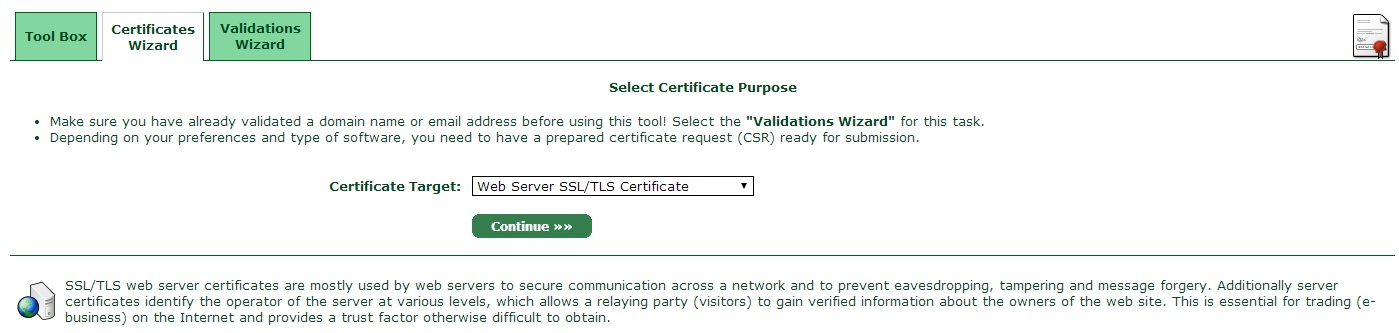 Tool Box
Certificates
Wizard
Validations
Wizard
Select Certificate Purpose
• Make sure you have already validated a domain name or email address before using this tool! Select the "Validations Wizard" for this task.
• Depending on your preferences and type of software, you need to have a prepared certificate request (CSR) ready for submission.
Certificate Target: Web Server SSL/TLS Certificate
Continue »»
SSL/TLS web server certificates are mostly used by web servers to secure communication across a network and to prevent eavesdropping, tampering and message forgery. Additionally server
certificates identify the operator of the server at various levels, which allows a relaying party (visitors) to gain verified information about the owners of the web site. This is essential for trading (e-
business) on the Internet and provides a trust factor otherwise difficult to obtain.